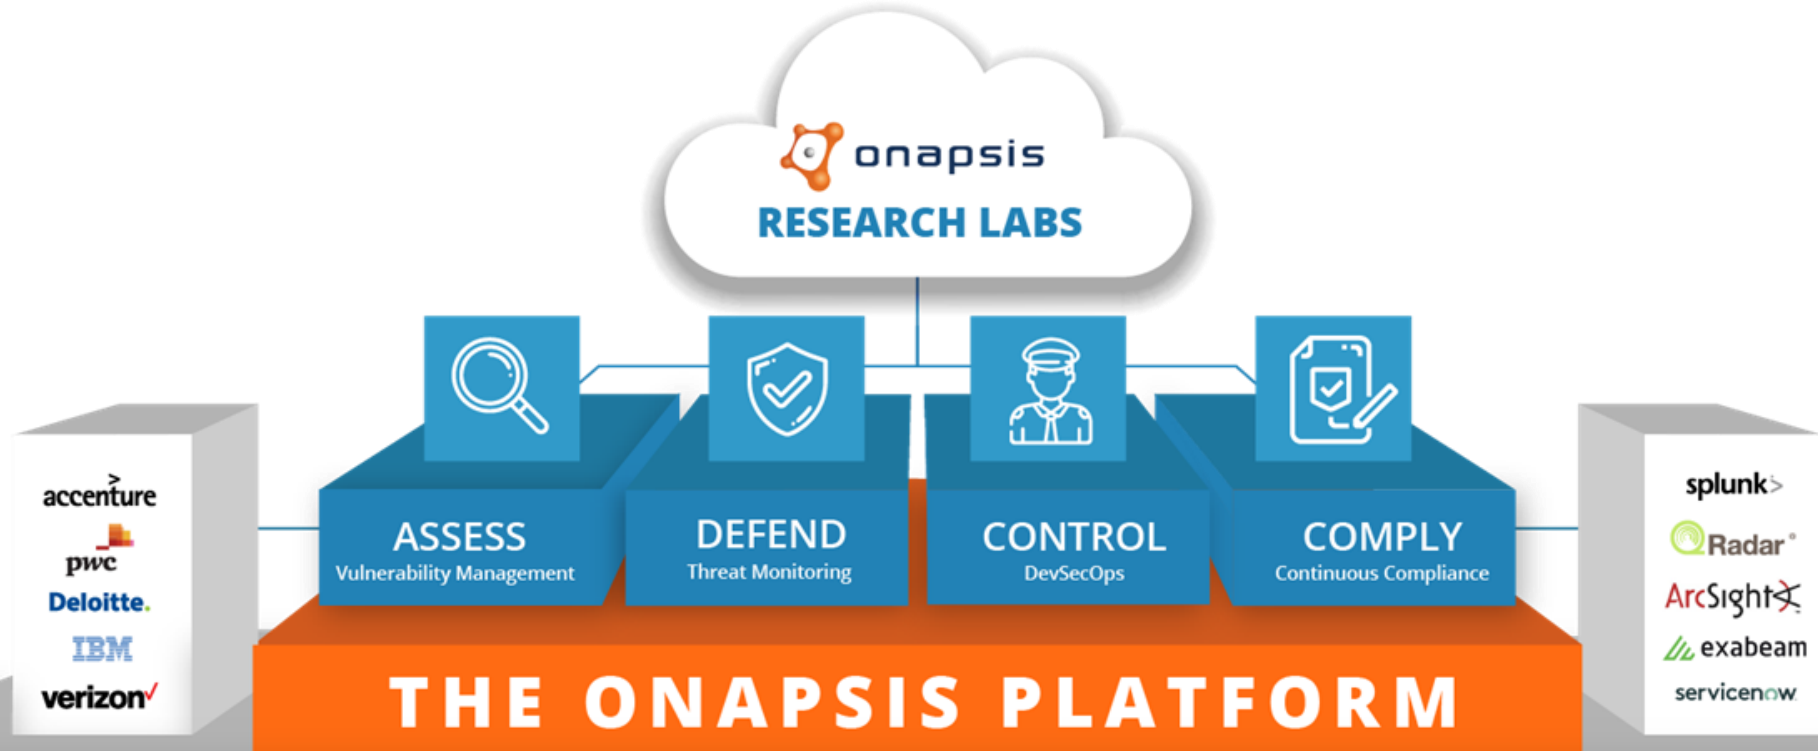 onapsis
RESEARCH LABS
accenture
pwc
Deloitte.
IBM
verizon
ASSESS
Vulnerability Management
DEFEND
Threat Monitoring
CONTROL
DevSecOps
COMPLY
Continuous Compliance
splunk>
QRadar
ArcSight
exabeam
servicenow
THE ONAPSIS PLATFORM